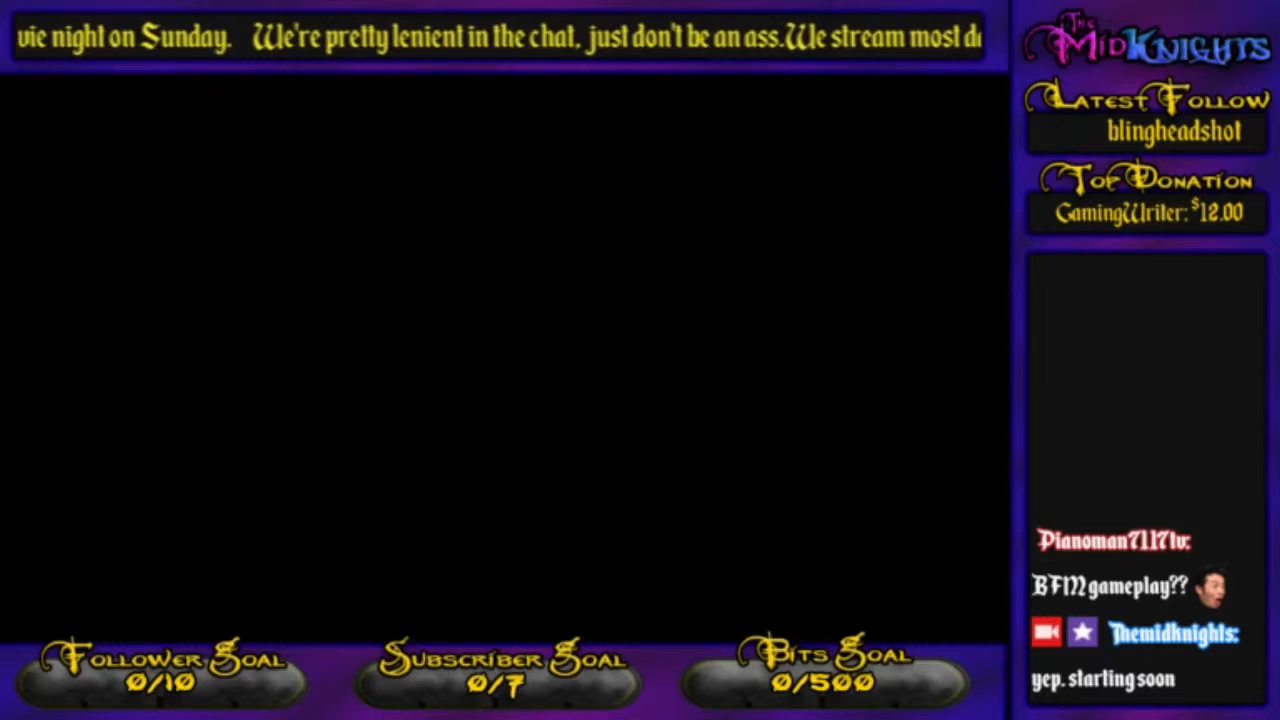 vie night on Sunday. We're pretty lenient in the chat, just don't be an ass.We stream most d
The
MidKnights
Latest Follow
blingheadshot
Top Donation
GamingWriter: $12.00
Pianoman7117tv:
BFM gameplay??
Themidknights:
yep. starting soon
Follower Goal
0/10
Subscriber Goal
0/7
Bits Goal
0/500